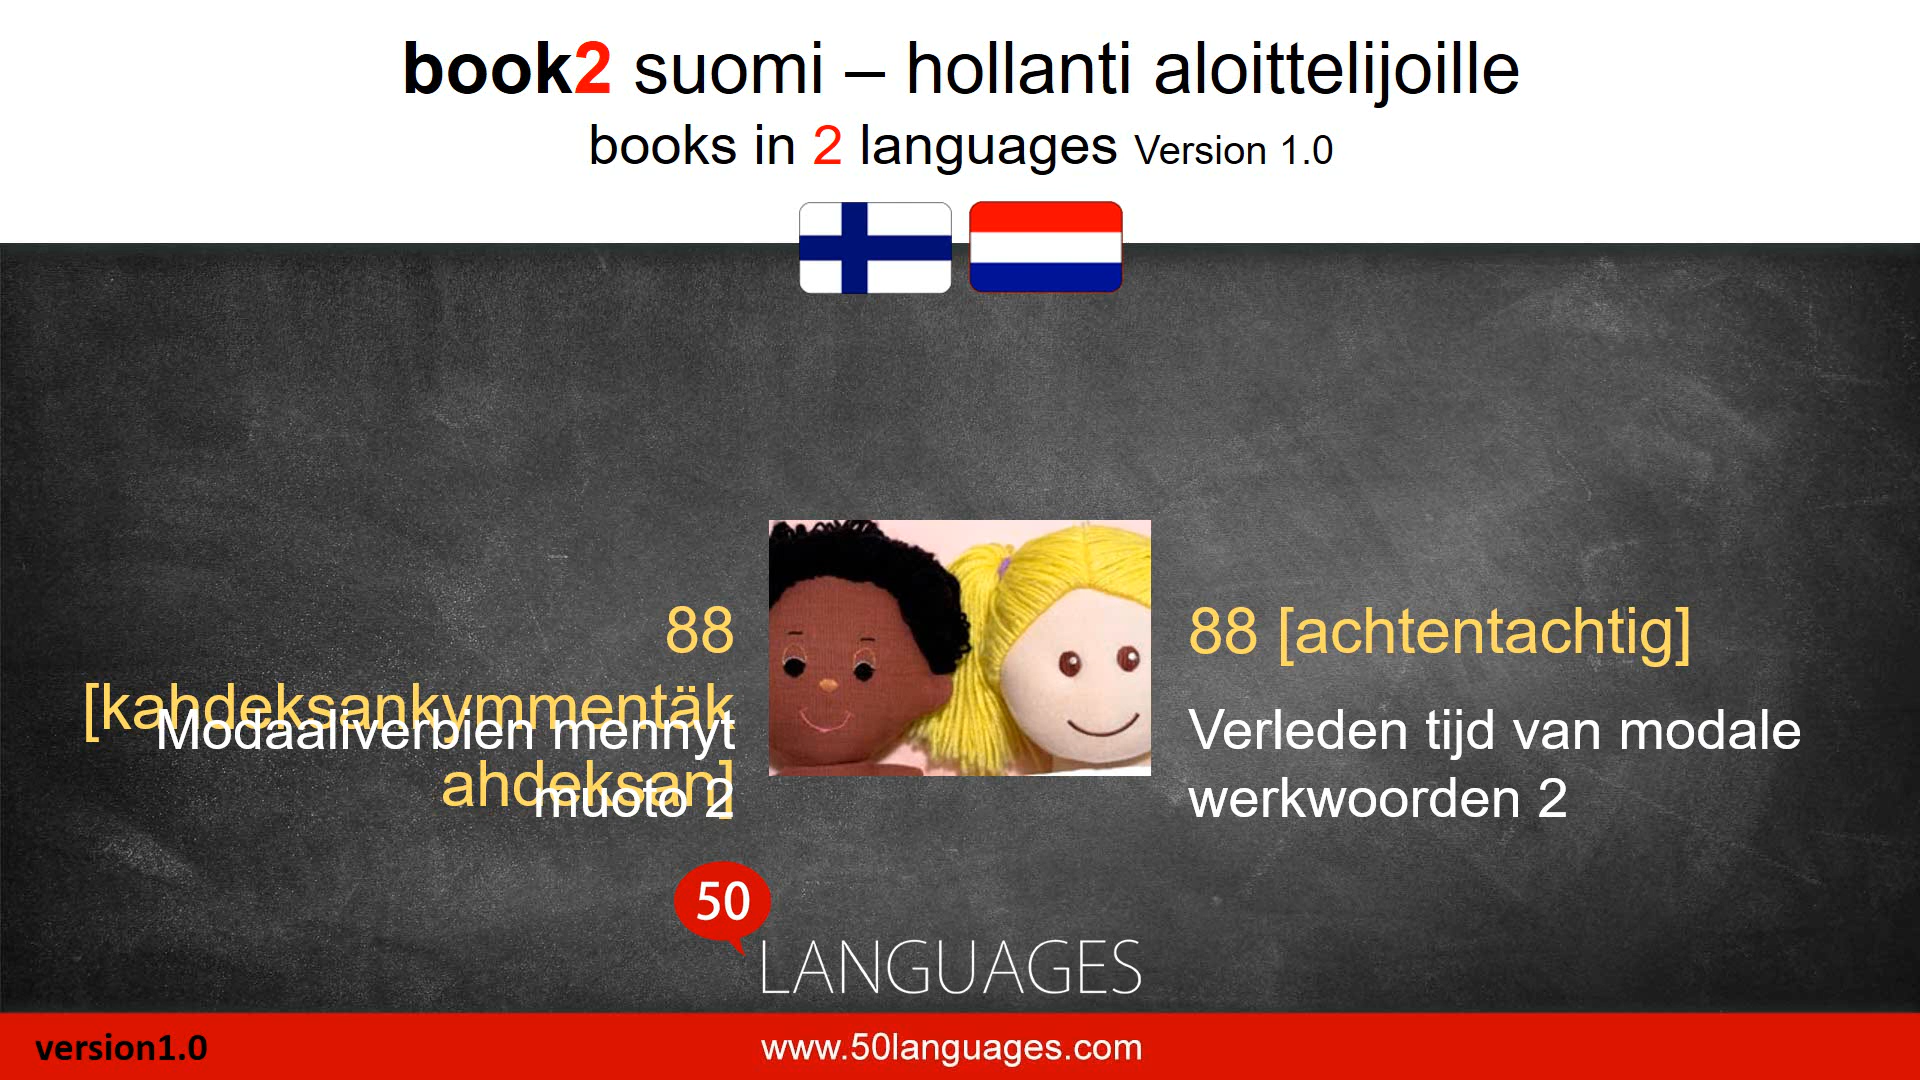 book2 suomi – hollanti aloittelijoille
books in 2 languages Version 1.0
88
[kahdeksankymmentäk
ahdeksan]
Modaaliverbien mennyt
muoto 2
88 [achtentachtig]
Verleden tijd van modale
werkwoorden 2
50
LANGUAGES
version1.0
www.50languages.com